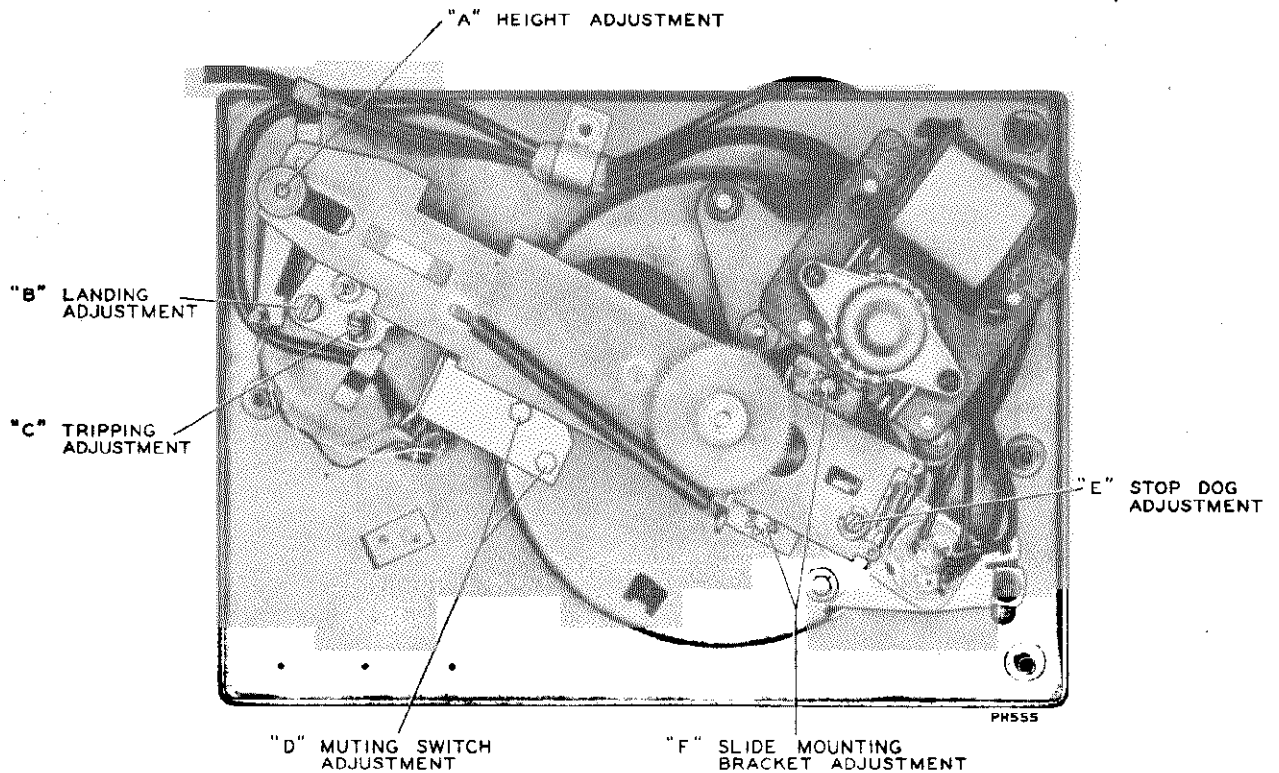 "A" HEIGHT ADJUSTMENT
"B" LANDING
ADJUSTMENT
"C" TRIPPING
ADJUSTMENT
"E" STOP DOG
ADJUSTMENT
PH555
"D" MUTING SWITCH
ADJUSTMENT
"F" SLIDE MOUNTING
BRACKET ADJUSTMENT